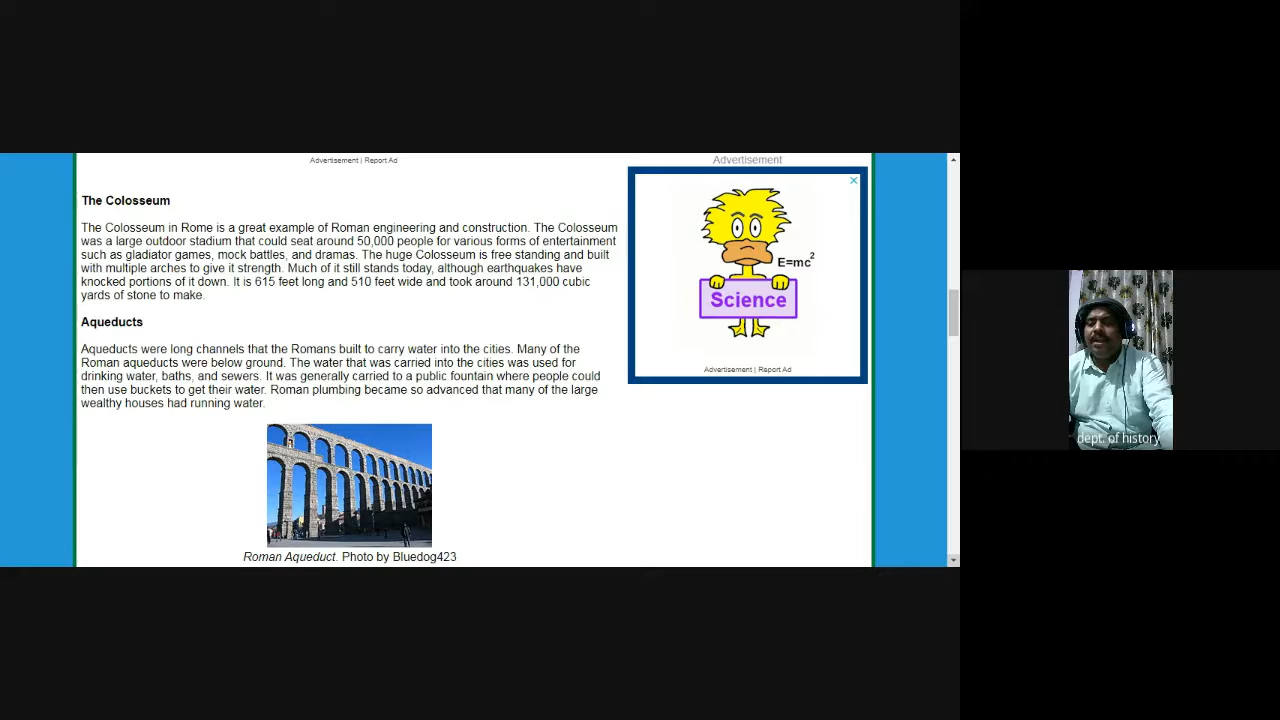 Advertisement | Report Ad
Advertisement
The Colosseum
The Colosseum in Rome is a great example of Roman engineering and construction. The Colosseum
was a large outdoor stadium that could seat around 50,000 people for various forms of entertainment
such as gladiator games, mock battles, and dramas. The huge Colosseum is free standing and built
with multiple arches to give it strength. Much of it still stands today, although earthquakes have
knocked portions of it down. It is 615 feet long and 510 feet wide and took around 131,000 cubic
yards of stone to make.
Aqueducts
Aqueducts were long channels that the Romans built to carry water into the cities. Many of the
Roman aqueducts were below ground. The water that was carried into the cities was used for
drinking water, baths, and sewers. It was generally carried to a public fountain where people could
then use buckets to get their water. Roman plumbing became so advanced that many of the large
wealthy houses had running water.
Roman Aqueduct. Photo by Bluedog423
E=mc²
Science
Advertisement | Report Ad
dept. of history